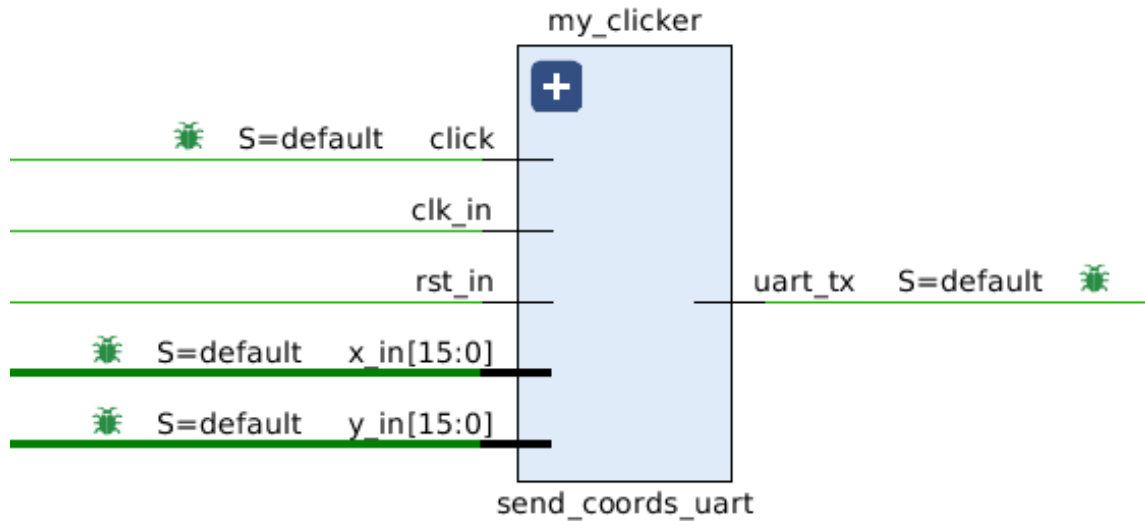 my_clicker
S=default click
clk_in
rst_in
uart_tx S=default
S=default x_in[15:0]
S=default y_in[15:0]
send_coords_uart